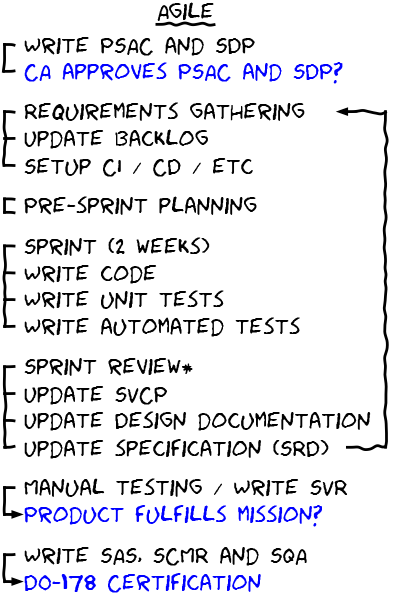 AGILE
WRITE PSAC AND SDP
CA APPROVES PSAC AND SDP?
REQUIREMENTS GATHERING
UPDATE BACKLOG
SETUP CI / CD / ETC
PRE-SPRINT PLANNING
SPRINT (2 WEEKS)
WRITE CODE
WRITE UNIT TESTS
WRITE AUTOMATED TESTS
SPRINT REVIEW*
UPDATE SVCP
UPDATE DESIGN DOCUMENTATION
UPDATE SPECIFICATION (SRD)
MANUAL TESTING / WRITE SVR
PRODUCT FULFILLS MISSION?
WRITE SAS, SCMR AND SQA
DO-178 CERTIFICATION